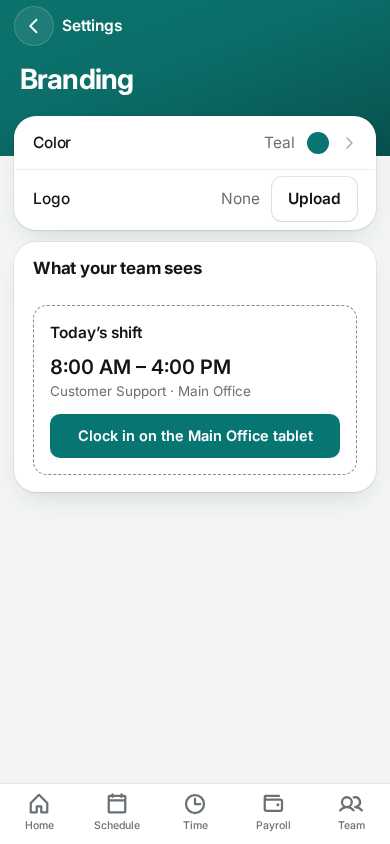 Settings
Branding
Color Teal
Logo None Upload
What your team sees
Today’s shift
8:00 AM – 4:00 PM
Customer Support · Main Office
Clock in on the Main Office tablet
Home Schedule Time Payroll Team